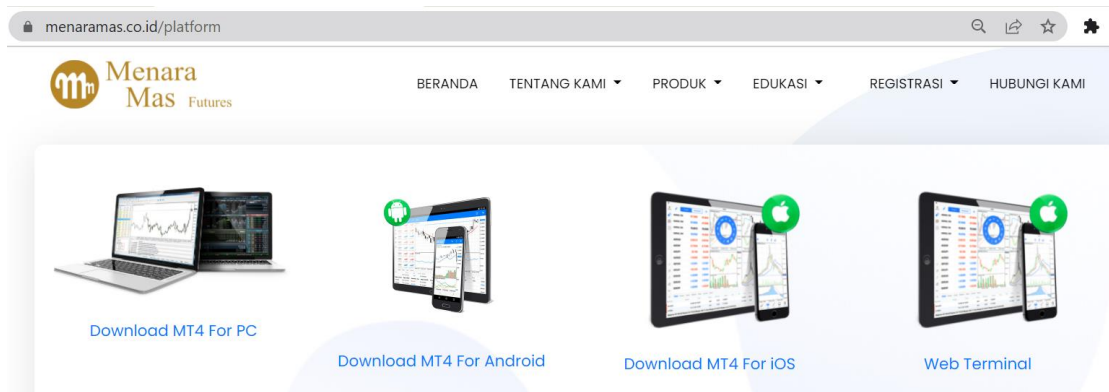 menaramas.co.id/platform
Menara
Mas Futures
BERANDA TENTANG KAMI PRODUK EDUKASI REGISTRASI HUBUNGI KAMI
Download MT4 For PC
Download MT4 For Android
Download MT4 For iOS
Web Terminal